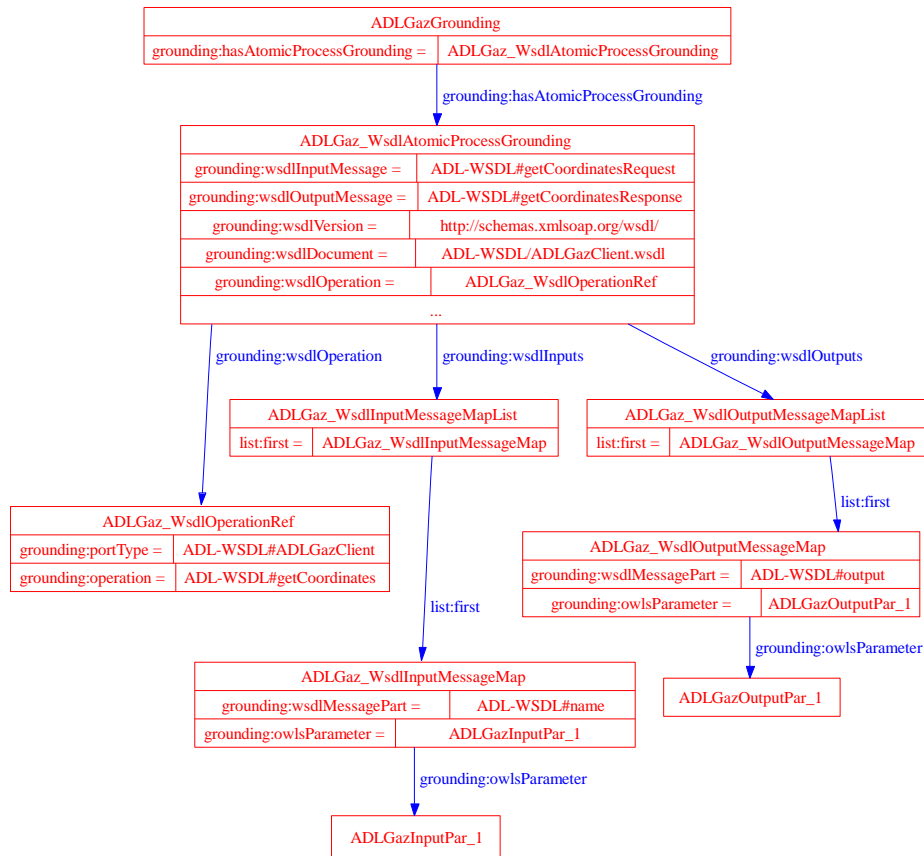 ADLGazGrounding
grounding:hasAtomicProcessGrounding = ADLGaz_WsdlAtomicProcessGrounding
grounding:hasAtomicProcessGrounding
ADLGaz_WsdlAtomicProcessGrounding
grounding:wsdlInputMessage = ADL-WSDL#getCoordinatesRequest
grounding:wsdlOutputMessage = ADL-WSDL#getCoordinatesResponse
grounding:wsdlVersion = http://schemas.xmlsoap.org/wsdl/
grounding:wsdlDocument = ADL-WSDL/ADLGazClient.wsdl
grounding:wsdlOperation = ADLGaz_WsdlOperationRef
...
grounding:wsdlOperation grounding:wsdlInputs grounding:wsdlOutputs
ADLGaz_WsdlInputMessageMapList
list:first = ADLGaz_WsdlInputMessageMap
ADLGaz_WsdlOutputMessageMapList
list:first = ADLGaz_WsdlOutputMessageMap
list:first
ADLGaz_WsdlOperationRef
grounding:portType = ADL-WSDL#ADLGazClient
grounding:operation = ADL-WSDL#getCoordinates
ADLGaz_WsdlOutputMessageMap
grounding:wsdlMessagePart = ADL-WSDL#output
grounding:owlsParameter = ADLGazOutputPar_1
list:first
grounding:owlsParameter
ADLGazOutputPar_1
ADLGaz_WsdlInputMessageMap
grounding:wsdlMessagePart = ADL-WSDL#name
grounding:owlsParameter = ADLGazInputPar_1
grounding:owlsParameter
ADLGazInputPar_1